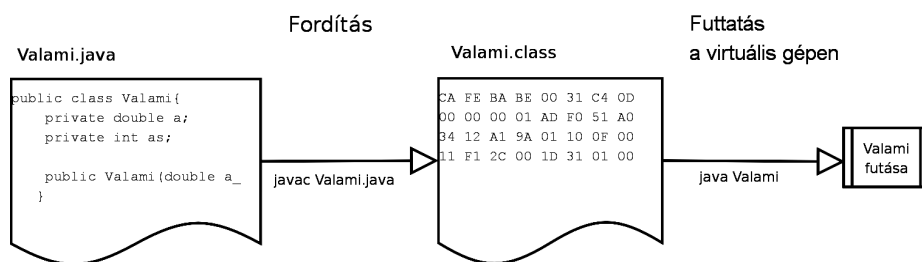 Fordítás
Futtatás
a virtuális gépen
Valami.java
Valami.class
public class Valami{
private double a;
private int as;
public Valami(double a_
}
javac Valami.java
CA FE BA BE 00 31 C4 0D
00 00 00 01 AD F0 51 A0
34 12 A1 9A 01 10 0F 00
11 F1 2C 00 1D 31 01 00
java Valami
Valami
futása